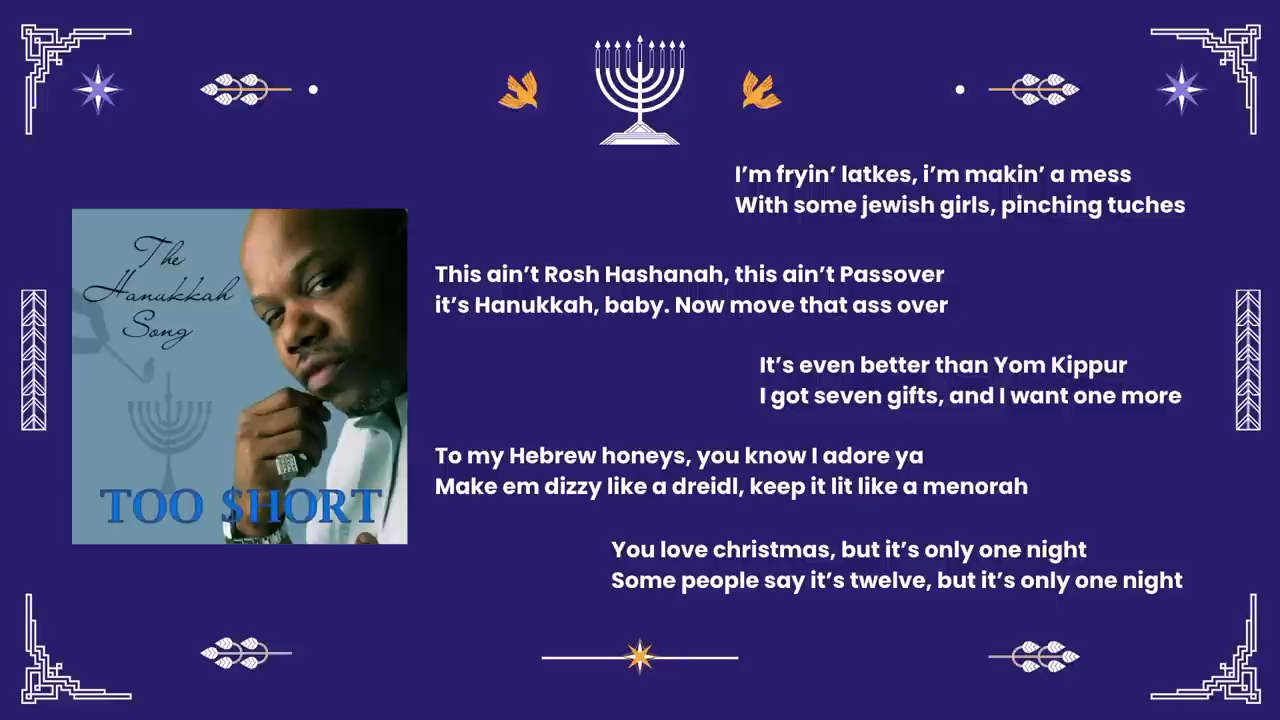 I'm fryin' latkes, i'm makin' a mess
With some jewish girls, pinching tuches
The
Hanukkah
Song
TOO $HORT
This ain't Rosh Hashanah, this ain't Passover
it's Hanukkah, baby. Now move that ass over
It's even better than Yom Kippur
I got seven gifts, and I want one more
To my Hebrew honeys, you know I adore ya
Make em dizzy like a dreidl, keep it lit like a menorah
You love christmas, but it's only one night
Some people say it's twelve, but it's only one night